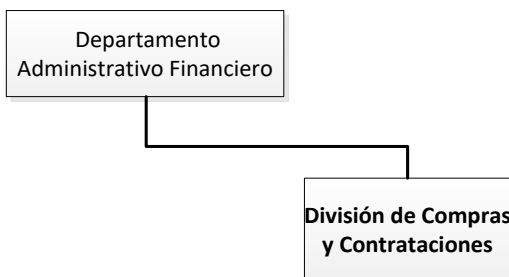 Departamento
Administrativo Financiero
División de Compras
y Contrataciones